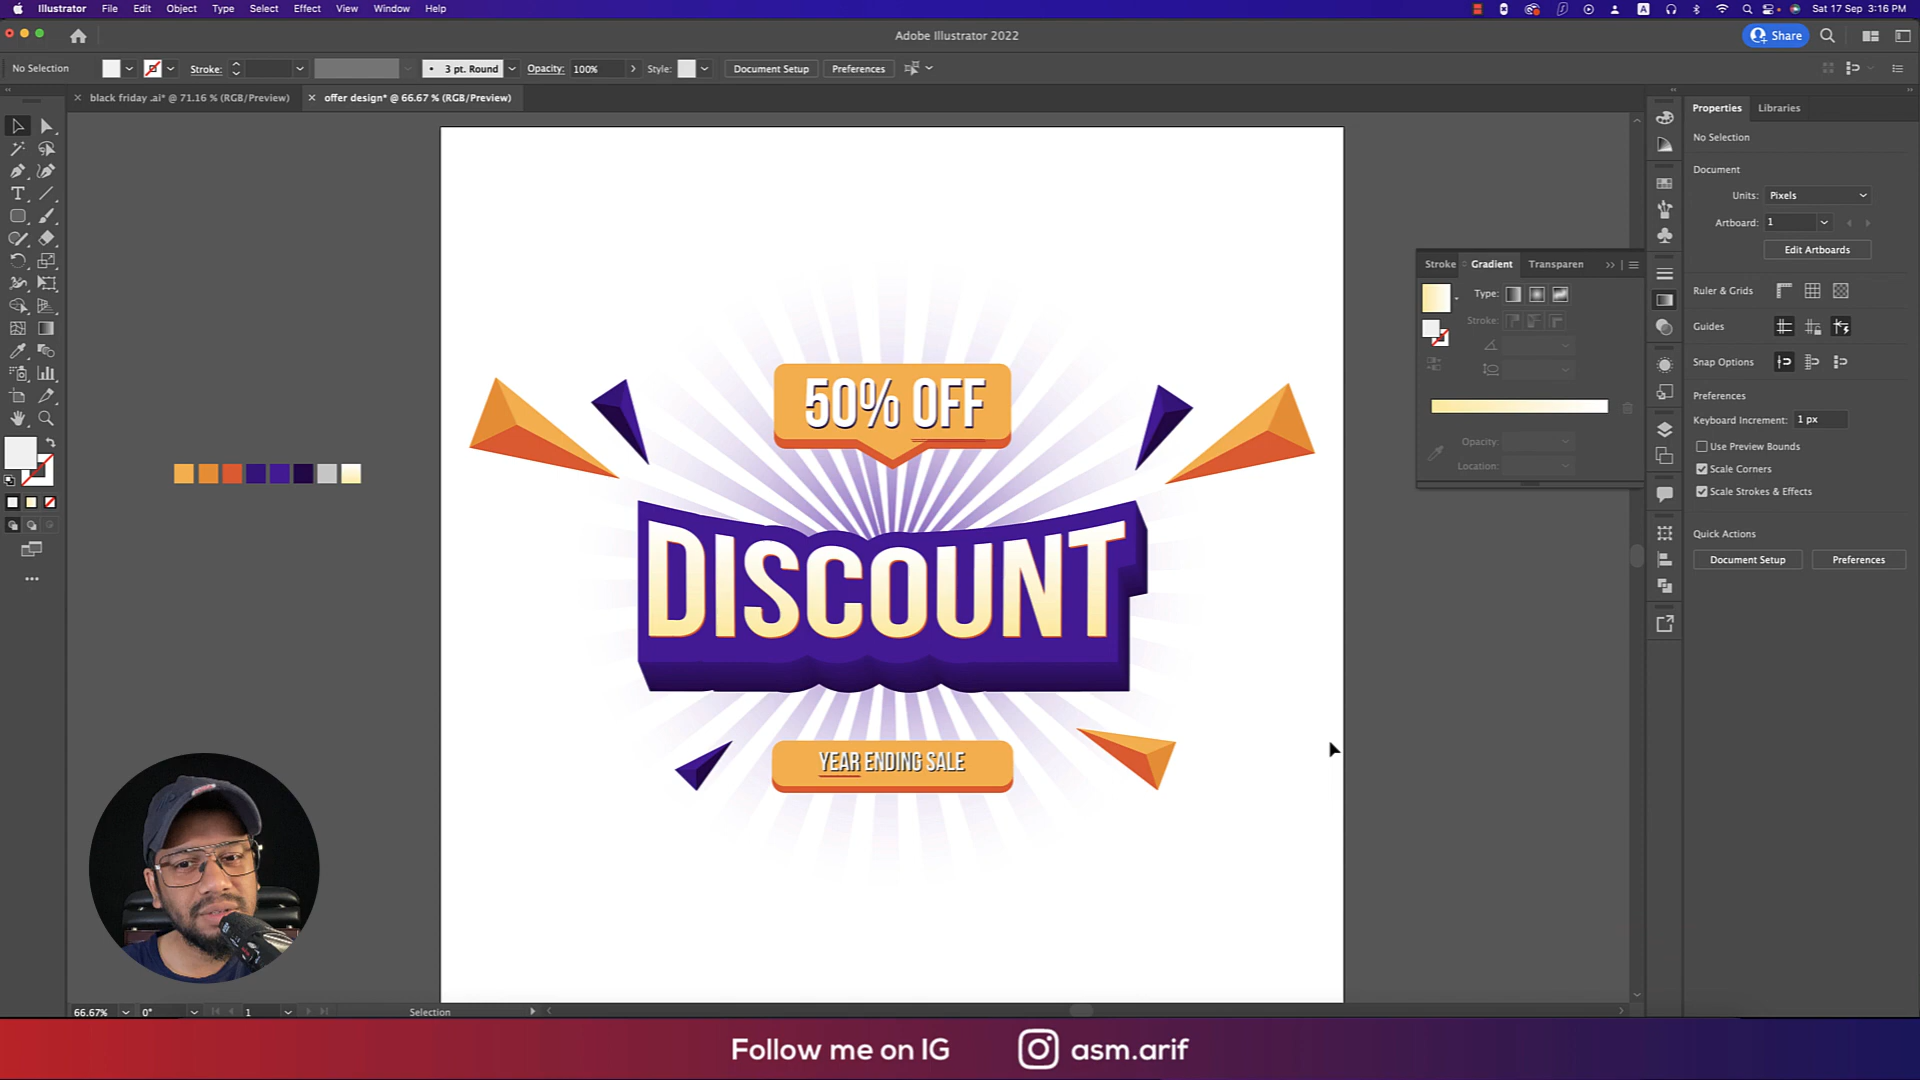 Illustrator File Edit Object Type Select Effect View Window Help
A
Sat 17 Sep 3:16 PM
Adobe Illustrator 2022
Share
No Selection
Stroke:
3 pt. Round
Opacity: 100%
Style:
Document Setup
Preferences
black friday .ai* @ 71.16 % (RGB/Preview)
offer design* @ 66.67 % (RGB/Preview)
Properties Libraries
No Selection
Document
Units: Pixels
Artboard: 1
Edit Artboards
Ruler & Grids
Guides
Snap Options
Preferences
Keyboard Increment: 1 px
Use Preview Bounds
Scale Corners
Scale Strokes & Effects
Quick Actions
Document Setup Preferences
Stroke Gradient Transparen
Type:
Stroke:
Opacity:
Location:
50% OFF
DISCOUNT
YEAR ENDING SALE
66.67% 0° 1 Selection
Follow me on IG asm.arif